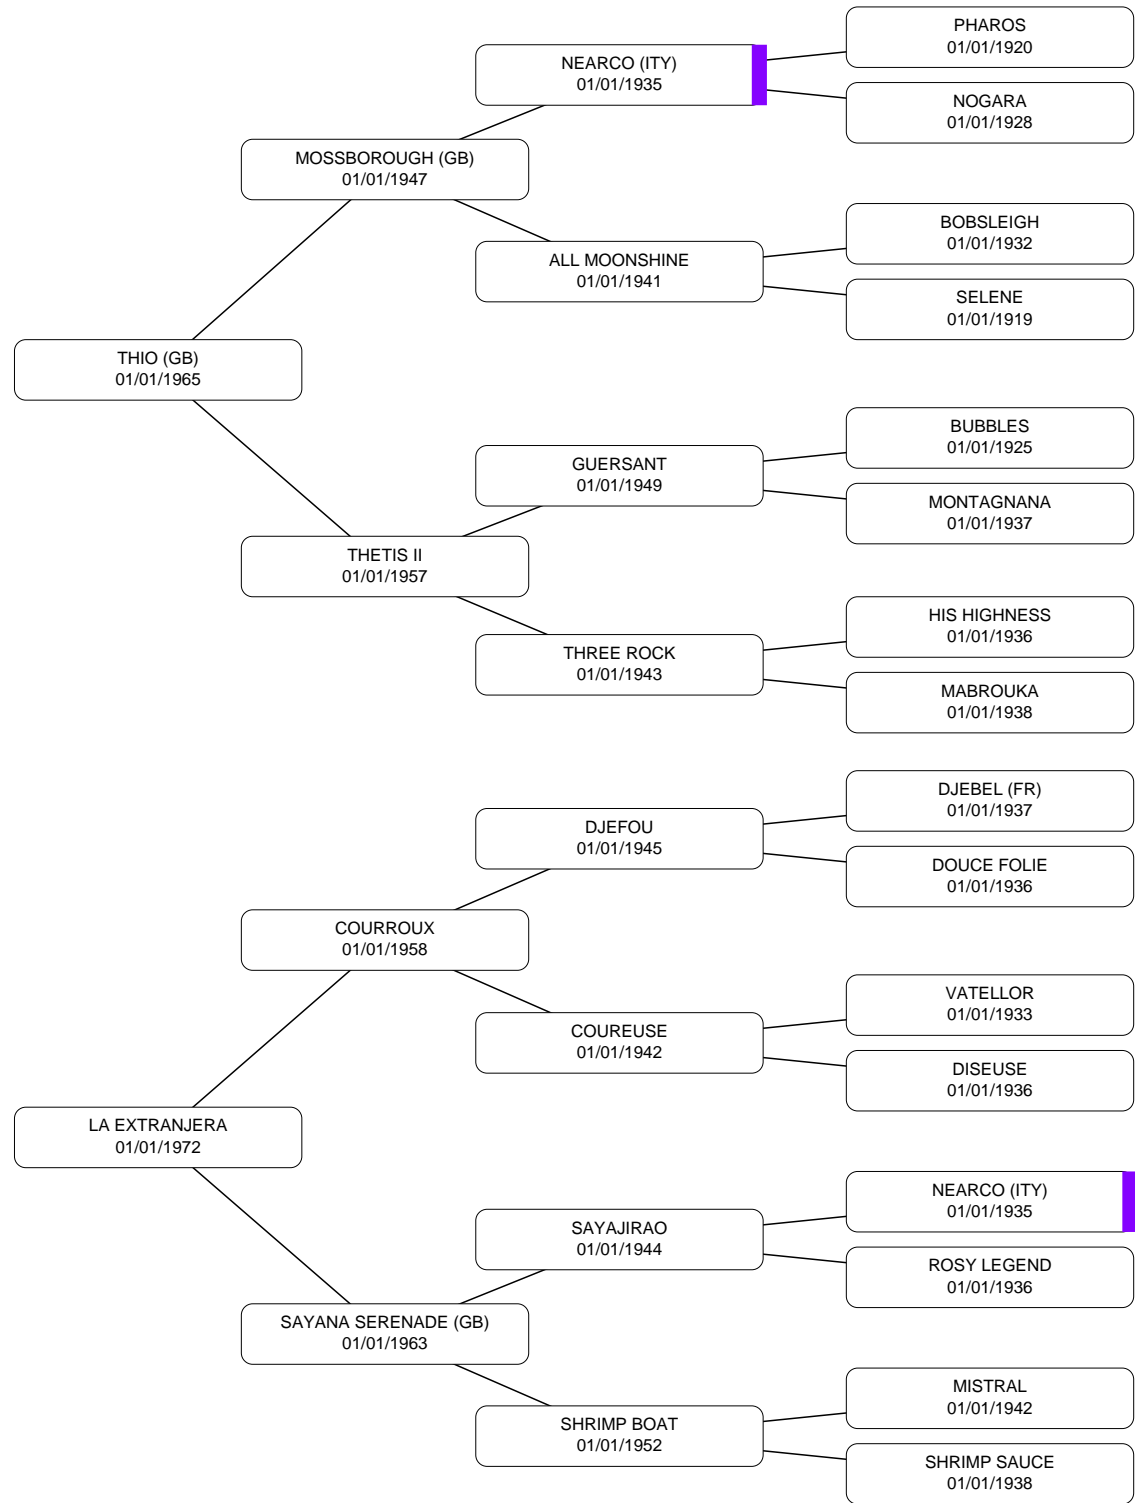 PHAROS
01/01/1920
NEARCO (ITY)
01/01/1935
NOGARA
01/01/1928
MOSSBOROUGH (GB)
01/01/1947
BOBSLEIGH
01/01/1932
ALL MOONSHINE
01/01/1941
SELENE
01/01/1919
THIO (GB)
01/01/1965
BUBBLES
01/01/1925
GUERSANT
01/01/1949
MONTAGNANA
01/01/1937
THETIS II
01/01/1957
HIS HIGHNESS
01/01/1936
THREE ROCK
01/01/1943
MABROUKA
01/01/1938
DJEBEL (FR)
01/01/1937
DJEFOU
01/01/1945
DOUCE FOLIE
01/01/1936
COURROUX
01/01/1958
VATELLOR
01/01/1933
COUREUSE
01/01/1942
DISEUSE
01/01/1936
LA EXTRANJERA
01/01/1972
NEARCO (ITY)
01/01/1935
SAYAJIRAO
01/01/1944
ROSY LEGEND
01/01/1936
SAYANA SERENADE (GB)
01/01/1963
MISTRAL
01/01/1942
SHRIMP BOAT
01/01/1952
SHRIMP SAUCE
01/01/1938